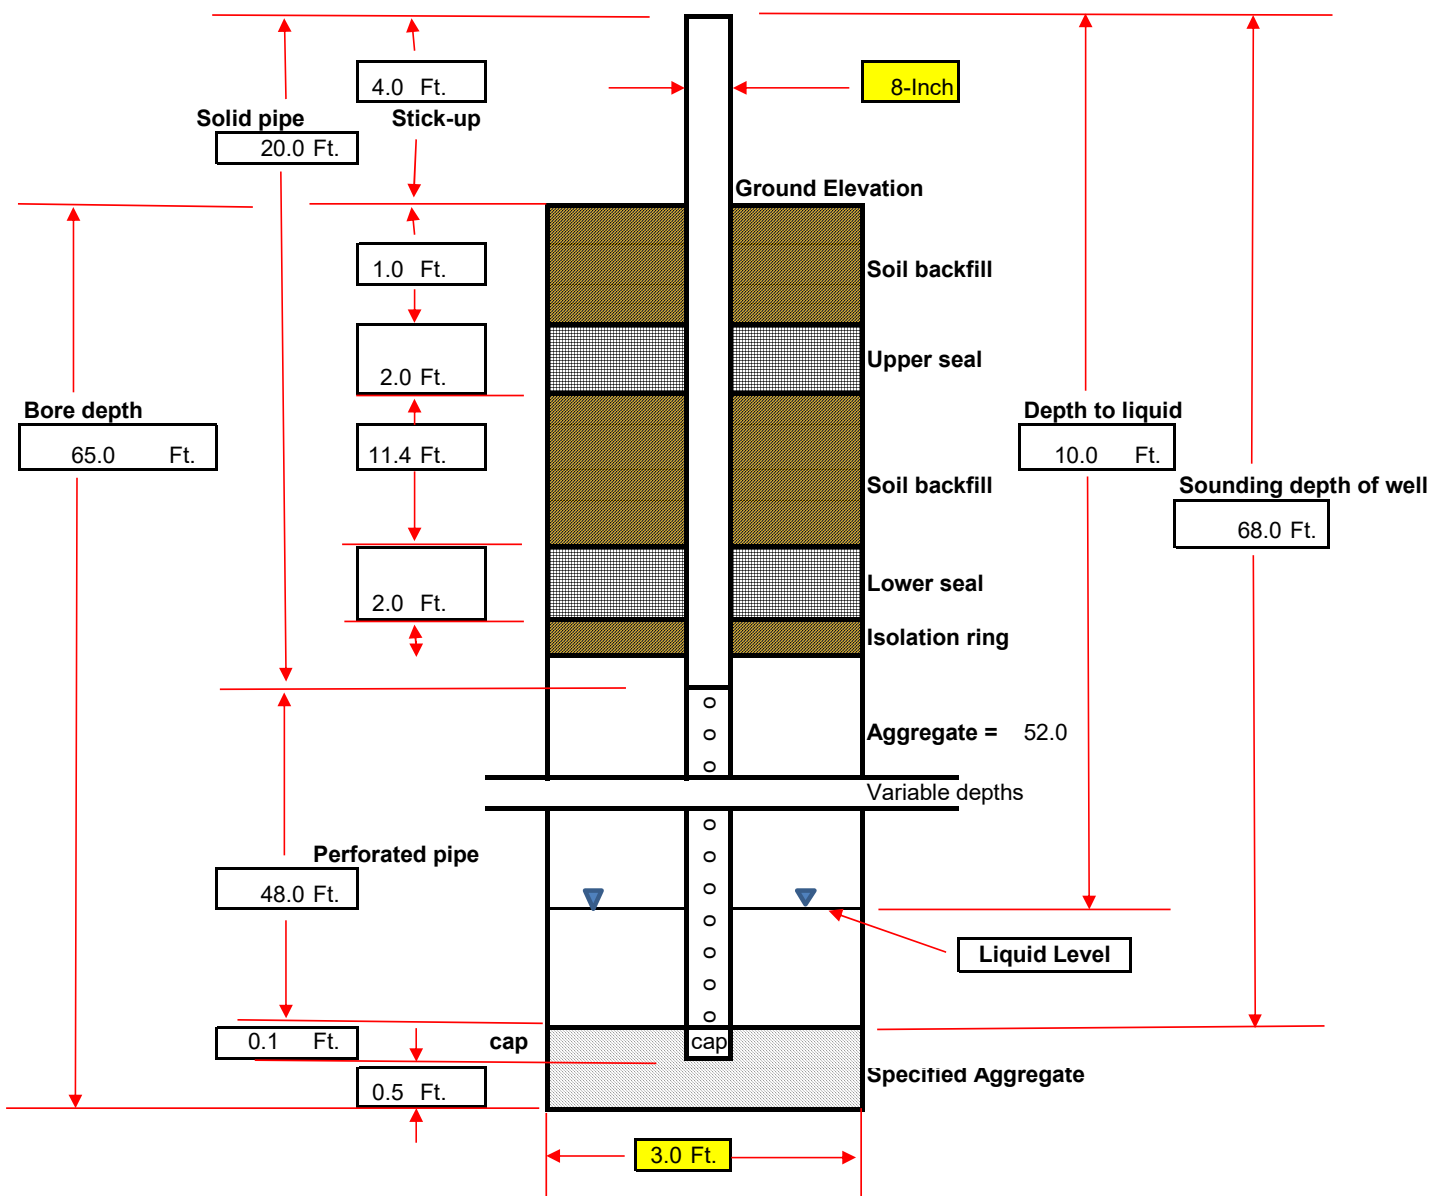 4.0 Ft.
8-Inch
Solid pipe
Stick-up
20.0 Ft.
Ground Elevation
1.0 Ft.
Soil backfill
2.0 Ft.
Upper seal
Bore depth
65.0 Ft.
11.4 Ft.
Depth to liquid
10.0 Ft.
Soil backfill
Sounding depth of well
68.0 Ft.
2.0 Ft.
Lower seal
Isolation ring
o
o
o
Aggregate = 52.0
Variable depths
o
o
o
o
o
o
o
Perforated pipe
48.0 Ft.
Liquid Level
0.1 Ft.
cap
cap
0.5 Ft.
Specified Aggregate
3.0 Ft.